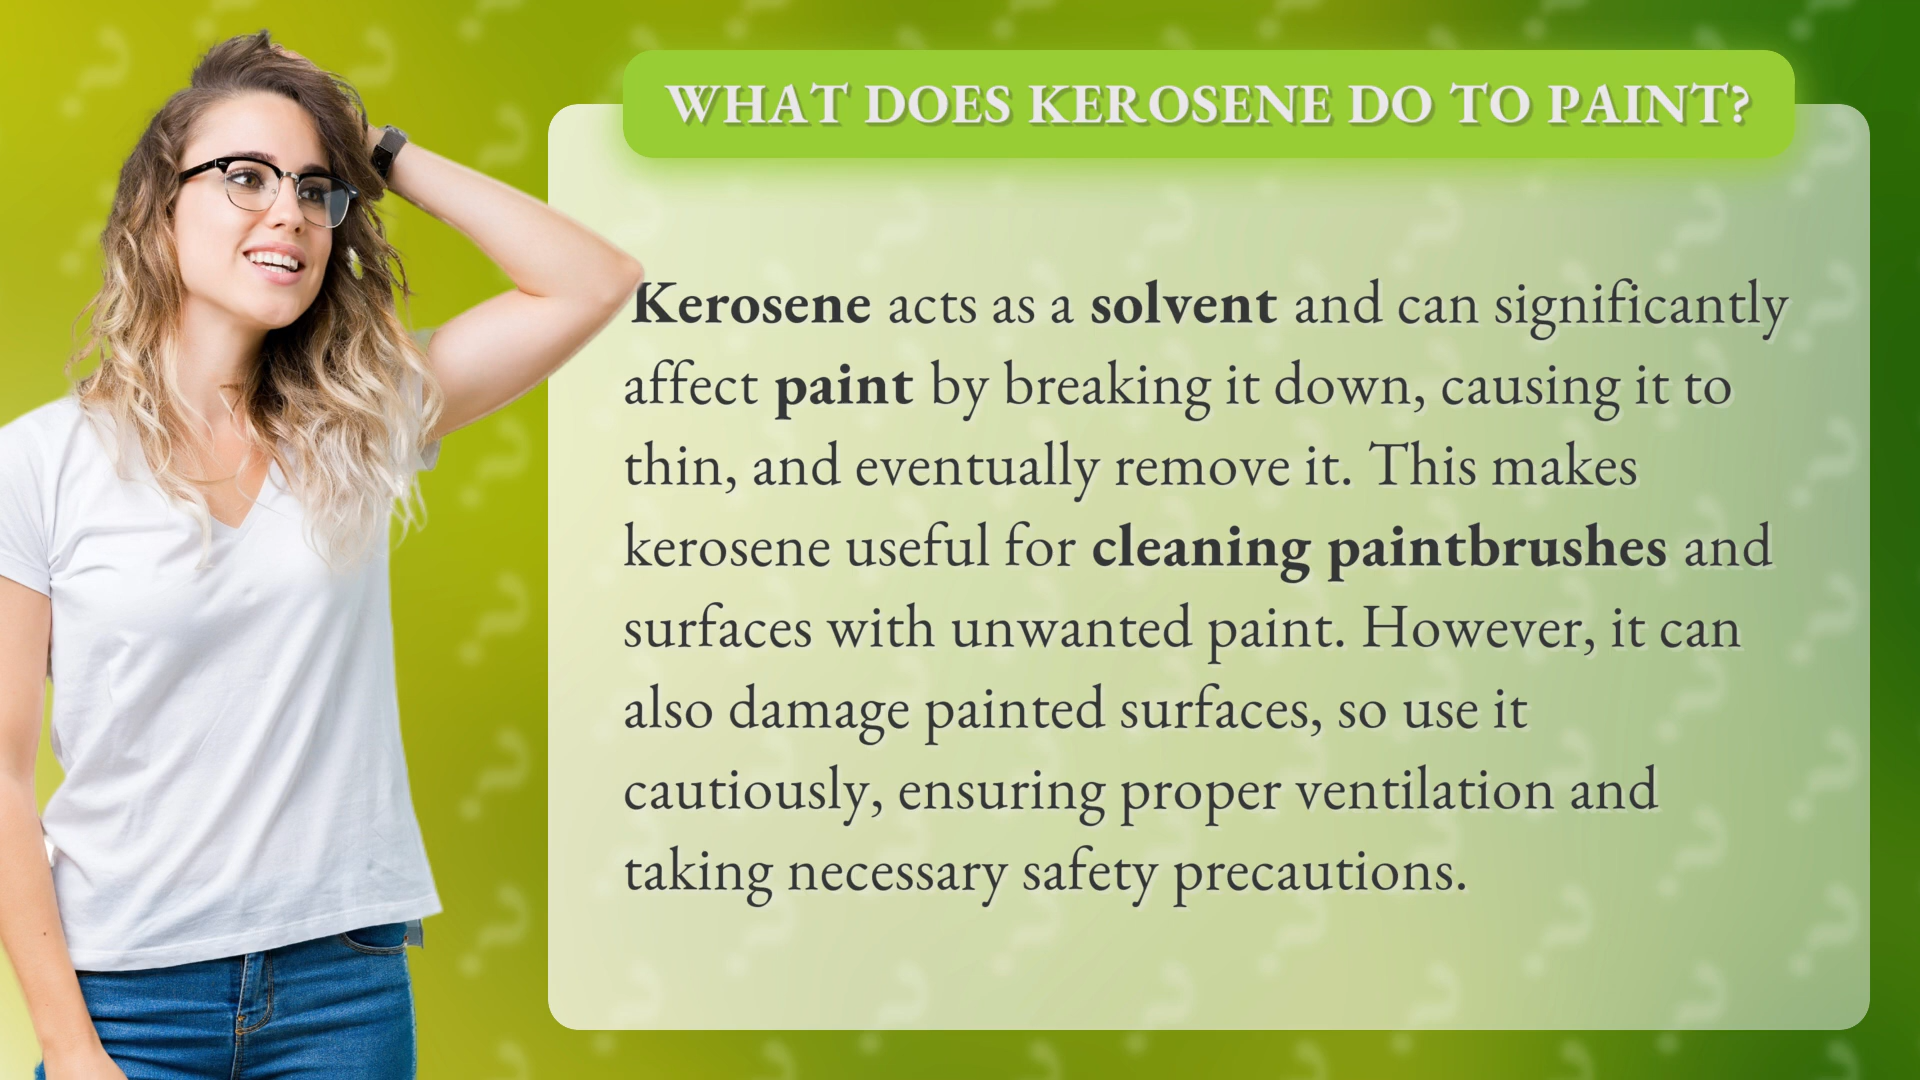 WHAT DOES KEROSENE DO TO PAINT?
Kerosene acts as a solvent and can significantly
affect paint by breaking it down, causing it to
thin, and eventually remove it. This makes
kerosene useful for cleaning paintbrushes and
surfaces with unwanted paint. However, it can
also damage painted surfaces, so use it
cautiously, ensuring proper ventilation and
taking necessary safety precautions.